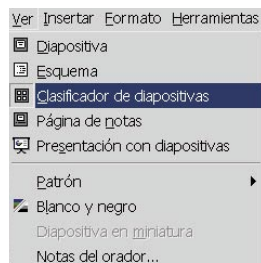 Ver Insertar Formato Herramientas
Diapositiva
Esquema
Clasificador de diapositivas
Página de notas
Presentación con diapositivas
Patrón
Blanco y negro
Diapositiva en miniatura
Notas del orador...